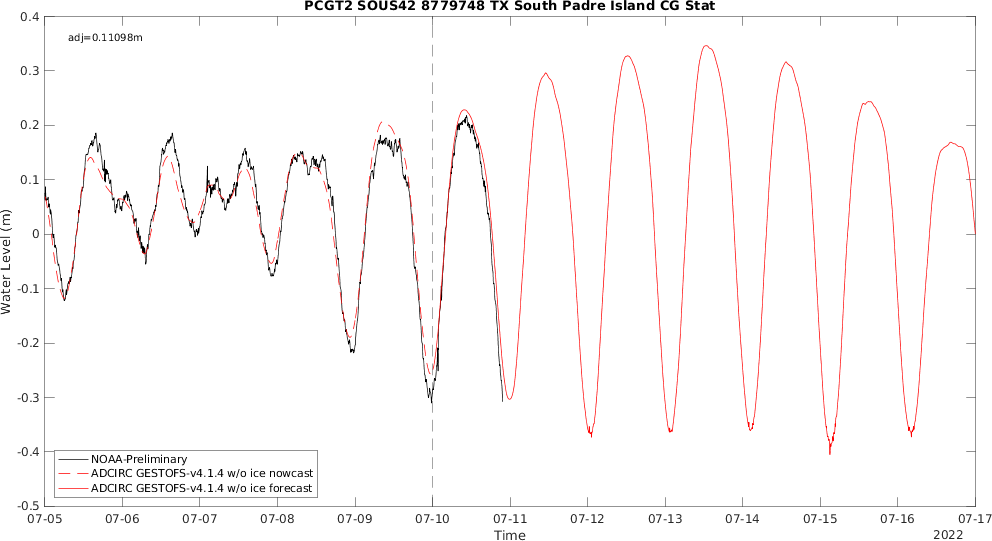 PCGT2 SOUS42 8779748 TX South Padre Island CG Stat
adj=0.11098m
0.4
0.3
0.2
0.1
0
-0.1
-0.2
-0.3
-0.4
-0.5
Water Level (m)
NOAA-Preliminary
ADCIRC GESTOFS-v4.1.4 w/o ice nowcast
ADCIRC GESTOFS-v4.1.4 w/o ice forecast
07-05 07-06 07-07 07-08 07-09 07-10 07-11 07-12 07-13 07-14 07-15 07-16 07-17
Time
2022